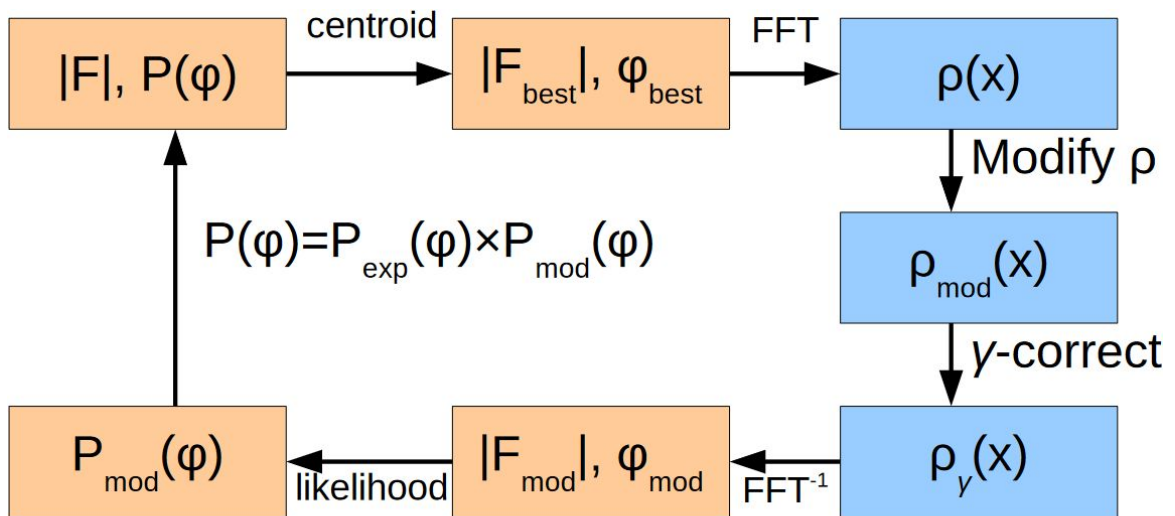 |F|, P(φ)
centroid
|F_best|, φ_best
FFT
ρ(x)
Modify ρ
P(φ)=P_exp(φ)×P_mod(φ)
ρ_mod(x)
γ-correct
P_mod(φ)
likelihood
|F_mod|, φ_mod
FFT⁻¹
ρ_γ(x)